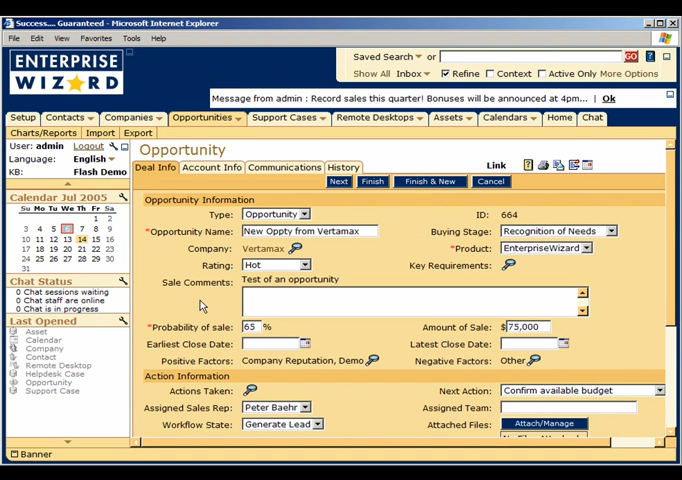 Success.... Guaranteed - Microsoft Internet Explorer
File Edit View Favorites Tools Help
ENTERPRISE
WIZARD
Saved Search or GO ?
Show All Inbox Refine Context Active Only More Options
Message from admin : Record sales this quarter! Bonuses will be announced at 4pm... | Ok
Setup Contacts Companies Opportunities Support Cases Remote Desktops Assets Calendars Home Chat
Charts/Reports Import Export
User: admin Logout
Language: English
KB: Flash Demo
Calendar Jul 2005
Su Mo Tu We Th Fr Sa
1 2
3 4 5 6 7 8 9
10 11 12 13 14 15 16
17 18 19 20 21 22 23
24 25 26 27 28 29 30
31
Chat Status
0 Chat sessions waiting
0 Chat staff are online
0 Chat is in progress
Last Opened
Asset
Calendar
Company
Contact
Remote Desktop
Helpdesk Case
Opportunity
Support Case
Opportunity
Deal Info Account Info Communications History Link ?
Next Finish Finish & New Cancel
Opportunity Information
Type: Opportunity ID: 664
*Opportunity Name: New Oppty from Vertamax Buying Stage: Recognition of Needs
Company: Vertamax *Product: EnterpriseWizard
Rating: Hot Key Requirements:
Sale Comments: Test of an opportunity
*Probability of sale: 65 % Amount of Sale: $75,000
Earliest Close Date: Latest Close Date:
Positive Factors: Company Reputation, Demo Negative Factors: Other
Action Information
Actions Taken: Next Action: Confirm available budget
Assigned Sales Rep: Peter Baehr Assigned Team:
Workflow State: Generate Lead Attached Files: Attach/Manage
Banner